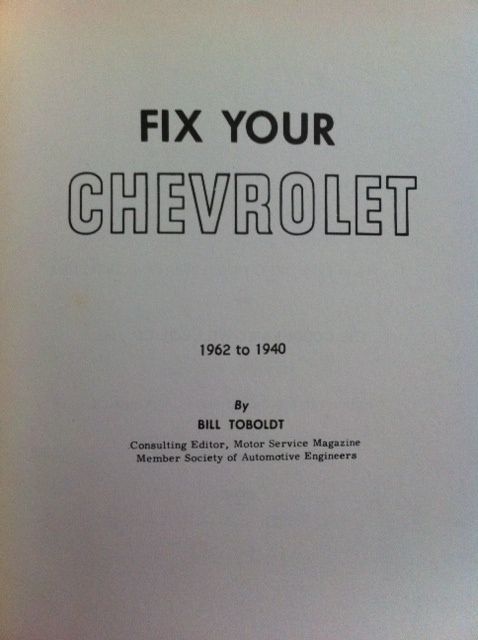 FIX YOUR
CHEVROLET
1962 to 1940
By
BILL TOBOLDT
Consulting Editor, Motor Service Magazine
Member Society of Automotive Engineers